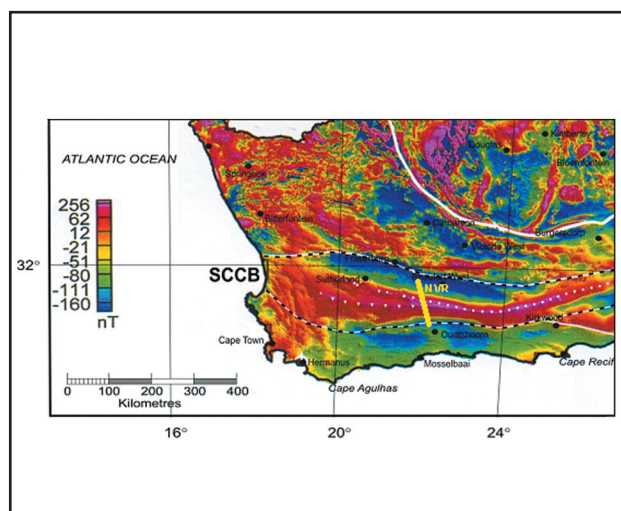 Kimberley
Douglas
Bloemfontein
ATLANTIC OCEAN
Springbok
256
62
12
-21
-51
-80
-111
-160
nT
Bitterfontein
Carnarvon
Victoria West
Burgersdorp
32°
Fraserburg
SCCB
Sutherland
Beaufort West
NVR
Kirkwood
Cape Town
Oudtshoorn
Hermanus
Mosselbaai
Cape Recif
0 100 200 300 400
Kilometres
Cape Agulhas
16° 20° 24°